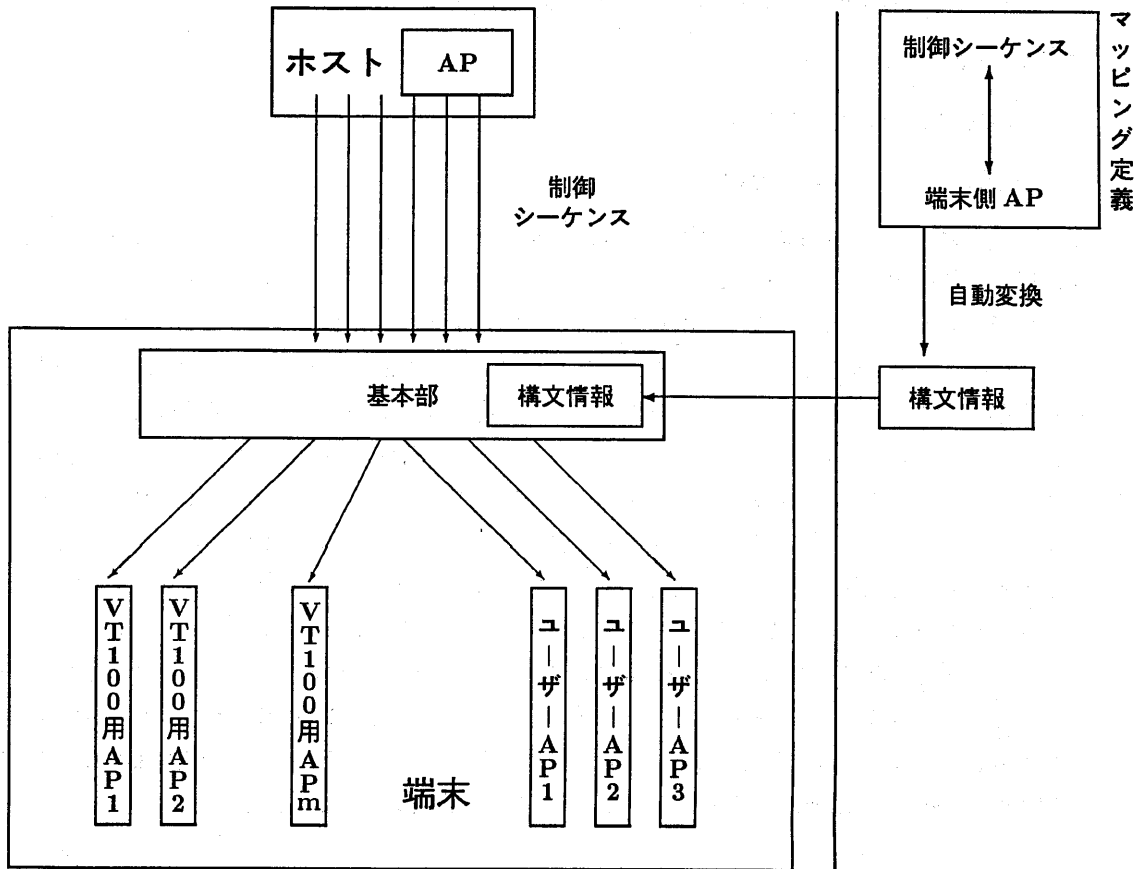 ホスト
AP
制御
シーケンス
基本部
構文情報
VT100用AP1
VT100用AP2
VT100用APm
ユーザーAP1
ユーザーAP2
ユーザーAP3
端末
制御シーケンス
端末側 AP
マッピング定義
自動変換
構文情報